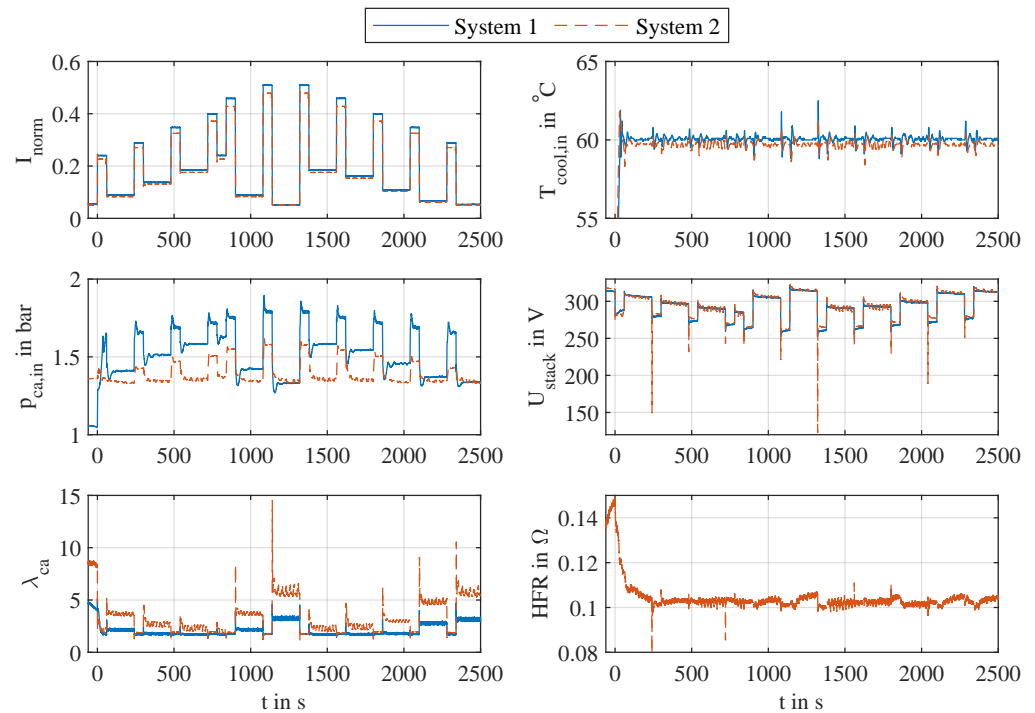 System 1 System 2
0.6
0.4
0.2
0
I_norm
0 500 1000 1500 2000 2500
65
60
55
T_cool,in in °C
0 500 1000 1500 2000 2500
2
1.5
1
p_ca,in in bar
0 500 1000 1500 2000 2500
300
250
200
150
U_stack in V
0 500 1000 1500 2000 2500
15
10
5
0
λ_ca
0 500 1000 1500 2000 2500
t in s
0.14
0.12
0.1
0.08
HFR in Ω
0 500 1000 1500 2000 2500
t in s